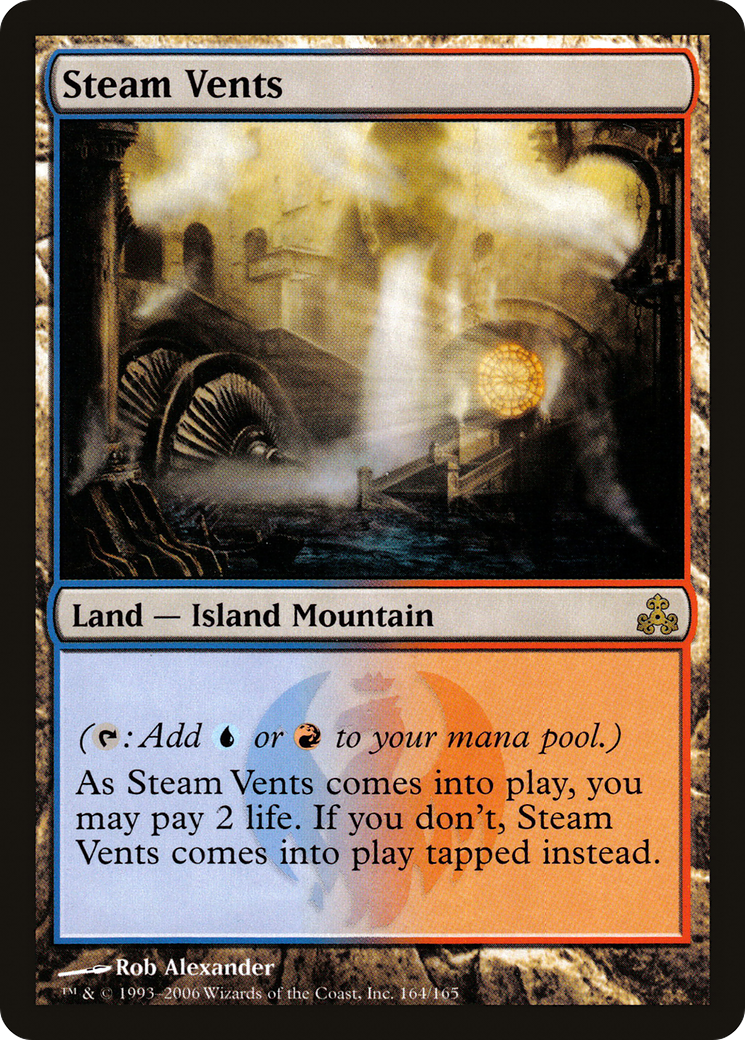 Steam Vents
Land — Island Mountain
( : Add or to your mana pool.)
As Steam Vents comes into play, you
may pay 2 life. If you don't, Steam
Vents comes into play tapped instead.
Rob Alexander
™ & © 1993–2006 Wizards of the Coast, Inc. 164/165